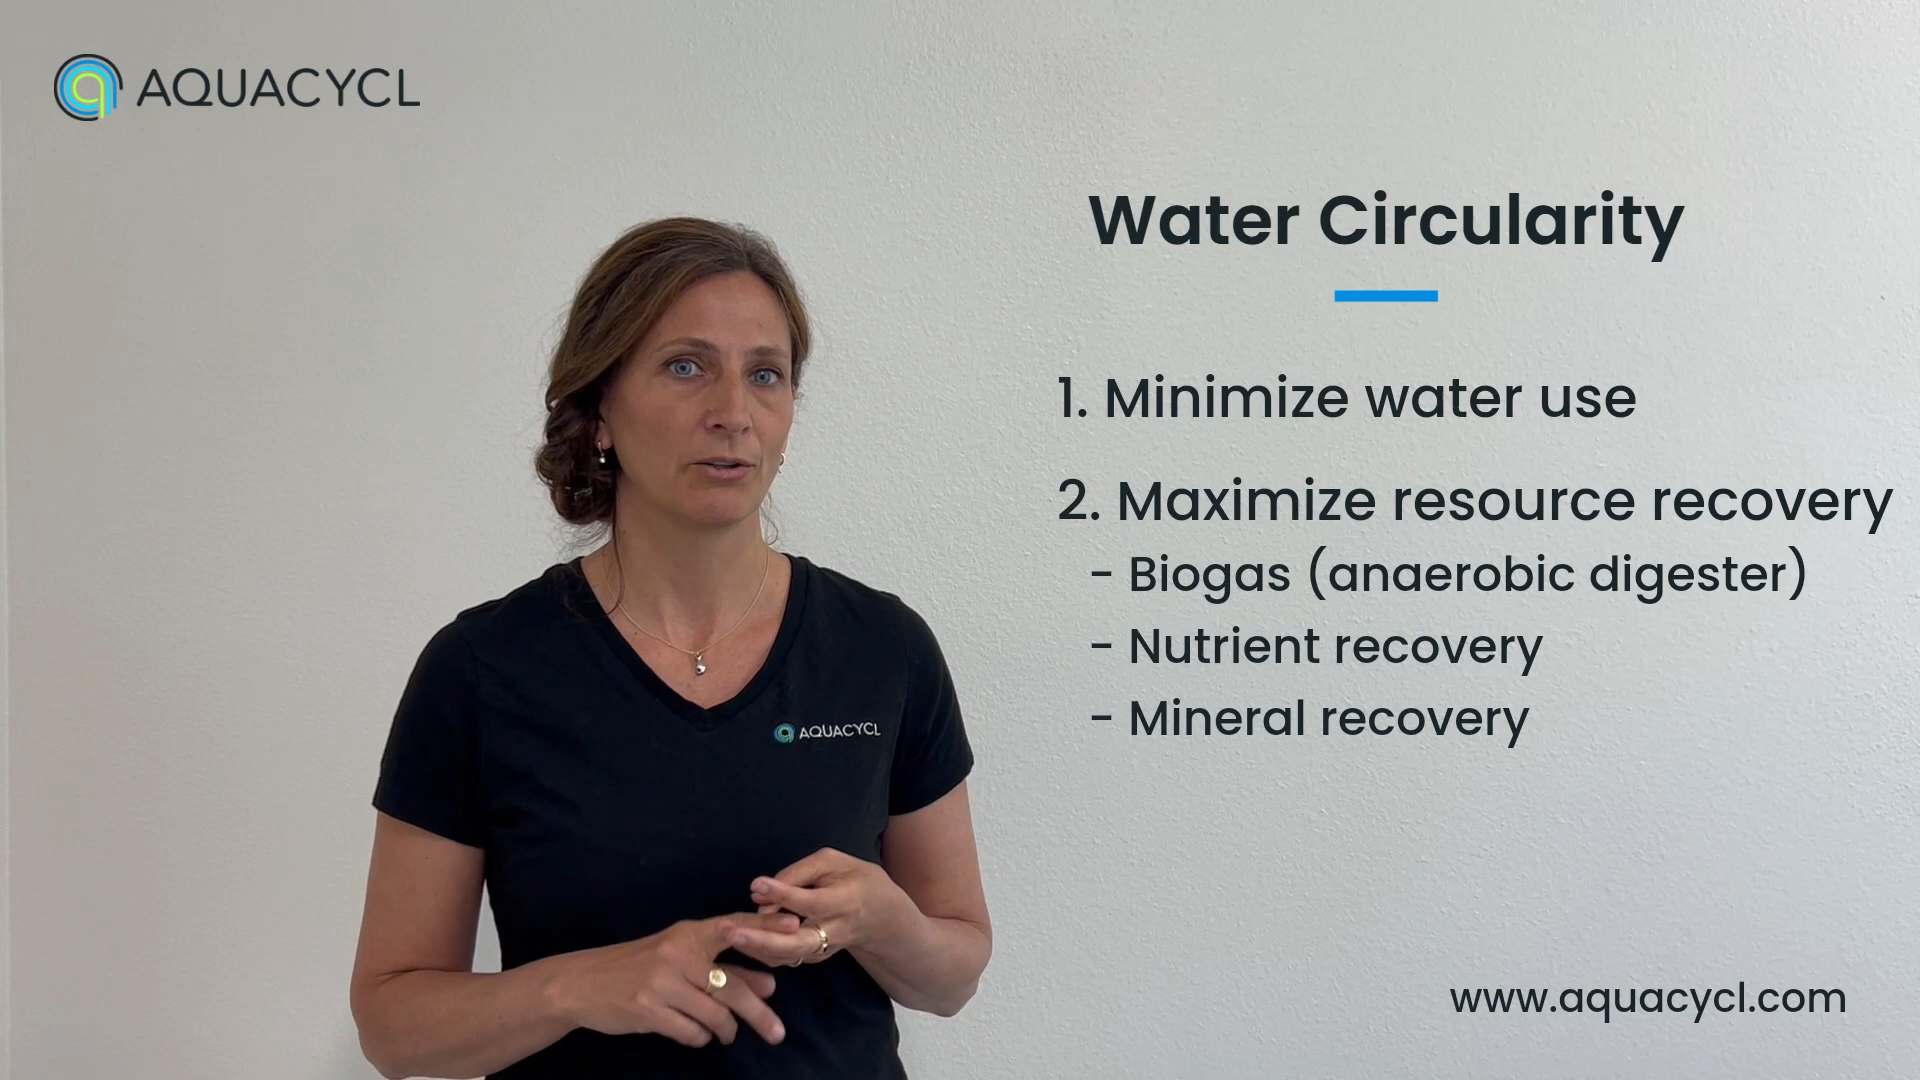 AQUACYCL
Water Circularity
1. Minimize water use
2. Maximize resource recovery
- Biogas (anaerobic digester)
- Nutrient recovery
- Mineral recovery
AQUACYCL
www.aquacycl.com